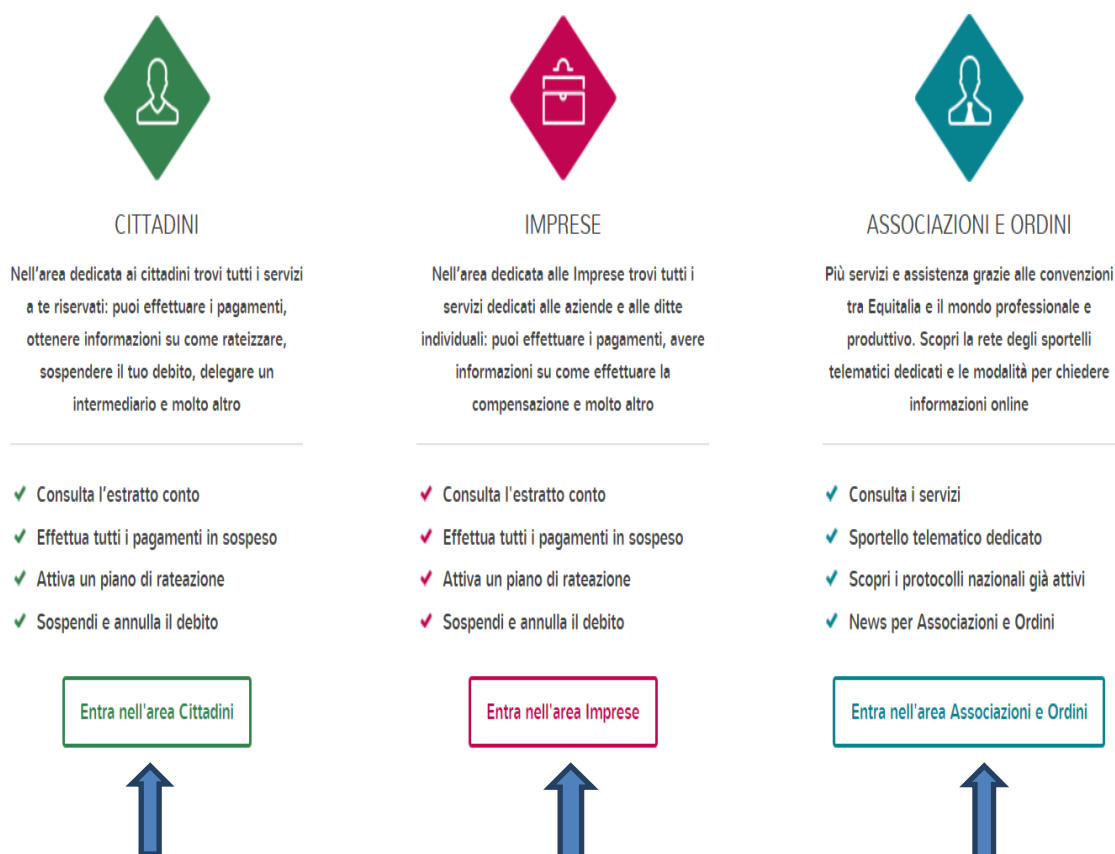 CITTADINI
Nell'area dedicata ai cittadini trovi tutti i servizi
a te riservati: puoi effettuare i pagamenti,
ottenere informazioni su come rateizzare,
sospendere il tuo debito, delegare un
intermediario e molto altro
Consulta l'estratto conto
Effettua tutti i pagamenti in sospeso
Attiva un piano di rateazione
Sospendi e annulla il debito
Entra nell'area Cittadini
IMPRESE
Nell'area dedicata alle Imprese trovi tutti i
servizi dedicati alle aziende e alle ditte
individuali: puoi effettuare i pagamenti, avere
informazioni su come effettuare la
compensazione e molto altro
Consulta l'estratto conto
Effettua tutti i pagamenti in sospeso
Attiva un piano di rateazione
Sospendi e annulla il debito
Entra nell'area Imprese
ASSOCIAZIONI E ORDINI
Più servizi e assistenza grazie alle convenzioni
tra Equitalia e il mondo professionale e
produttivo. Scopri la rete degli sportelli
telematici dedicati e le modalità per chiedere
informazioni online
Consulta i servizi
Sportello telematico dedicato
Scopri i protocolli nazionali già attivi
News per Associazioni e Ordini
Entra nell'area Associazioni e Ordini